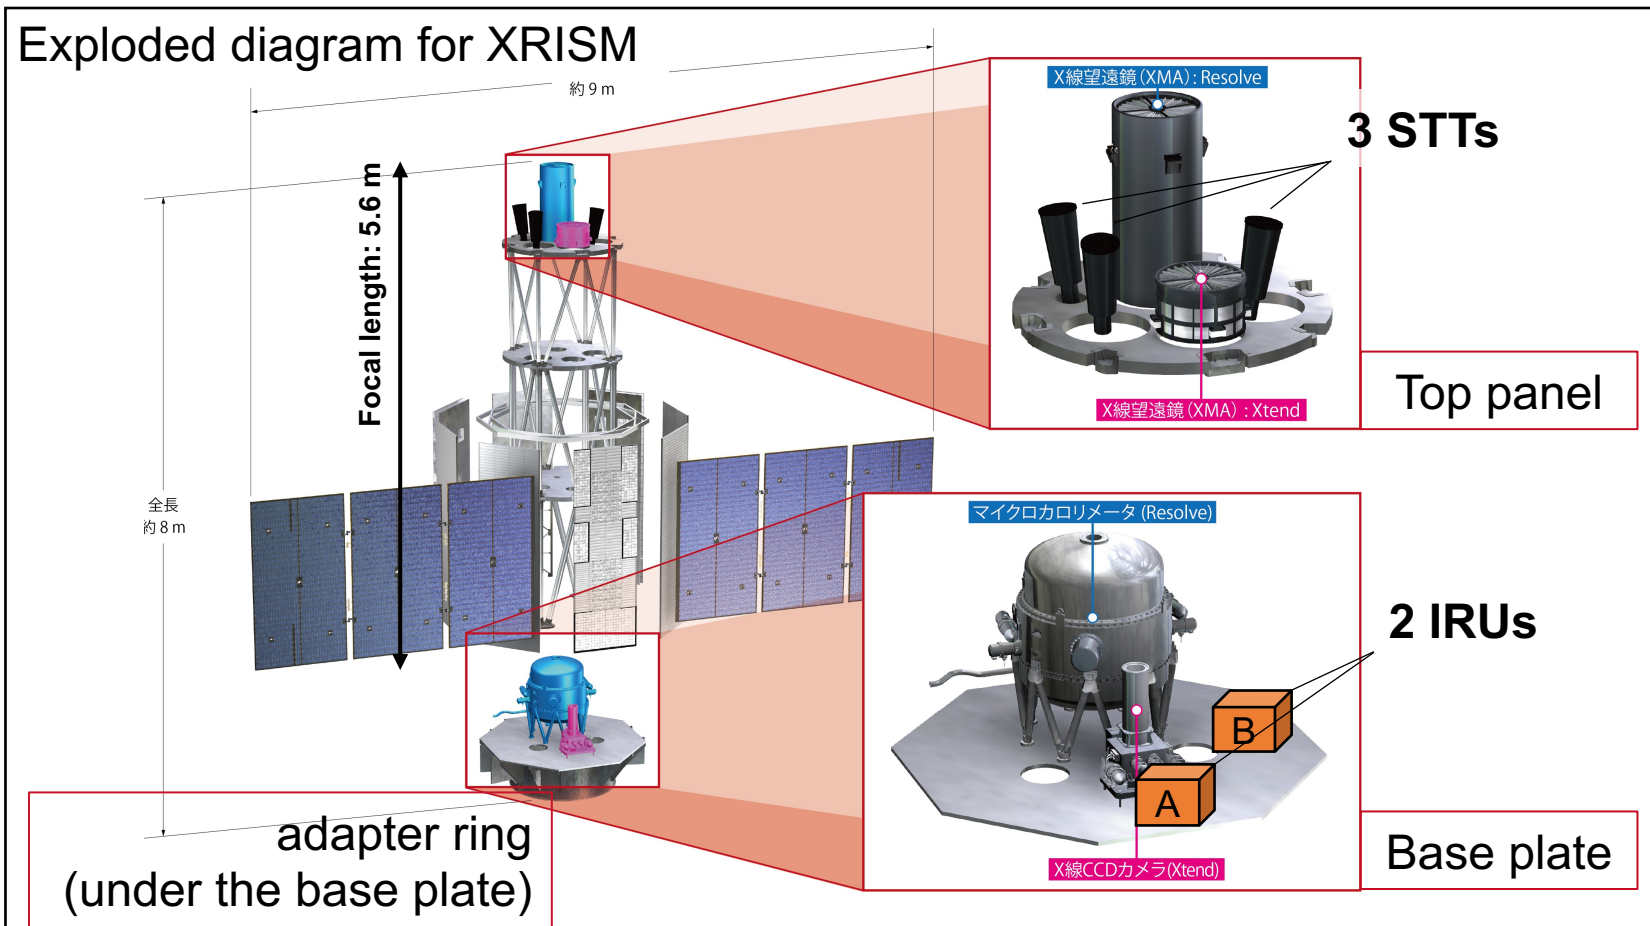 Exploded diagram for XRISM
約 9 m
X線望遠鏡 (XMA) : Resolve
3 STTs
Focal length: 5.6 m
X線望遠鏡 (XMA) : Xtend
Top panel
全長
約 8 m
マイクロカロリメータ (Resolve)
2 IRUs
B
A
X線CCDカメラ(Xtend)
Base plate
adapter ring
(under the base plate)